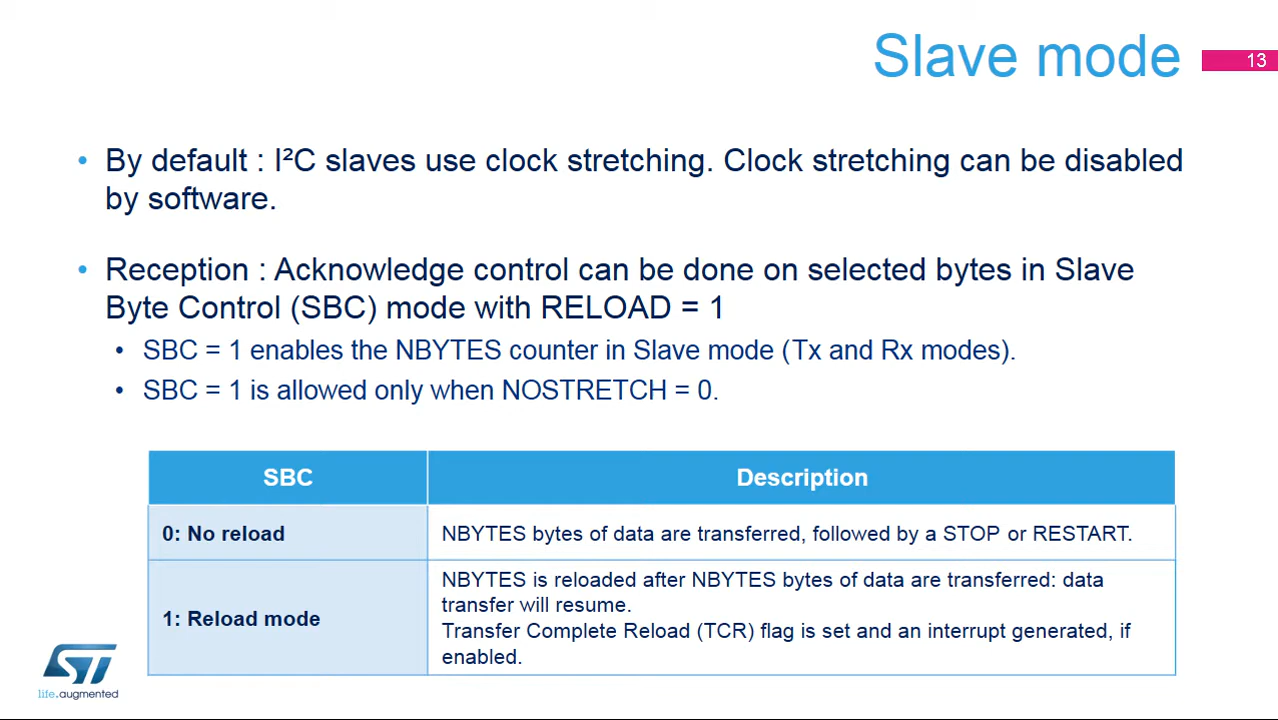 Slave mode
13
• By default : I²C slaves use clock stretching. Clock stretching can be disabled
by software.
• Reception : Acknowledge control can be done on selected bytes in Slave
Byte Control (SBC) mode with RELOAD = 1
• SBC = 1 enables the NBYTES counter in Slave mode (Tx and Rx modes).
• SBC = 1 is allowed only when NOSTRETCH = 0.
SBC
Description
0: No reload
NBYTES bytes of data are transferred, followed by a STOP or RESTART.
1: Reload mode
NBYTES is reloaded after NBYTES bytes of data are transferred: data
transfer will resume.
Transfer Complete Reload (TCR) flag is set and an interrupt generated, if
enabled.
ST
life.augmented